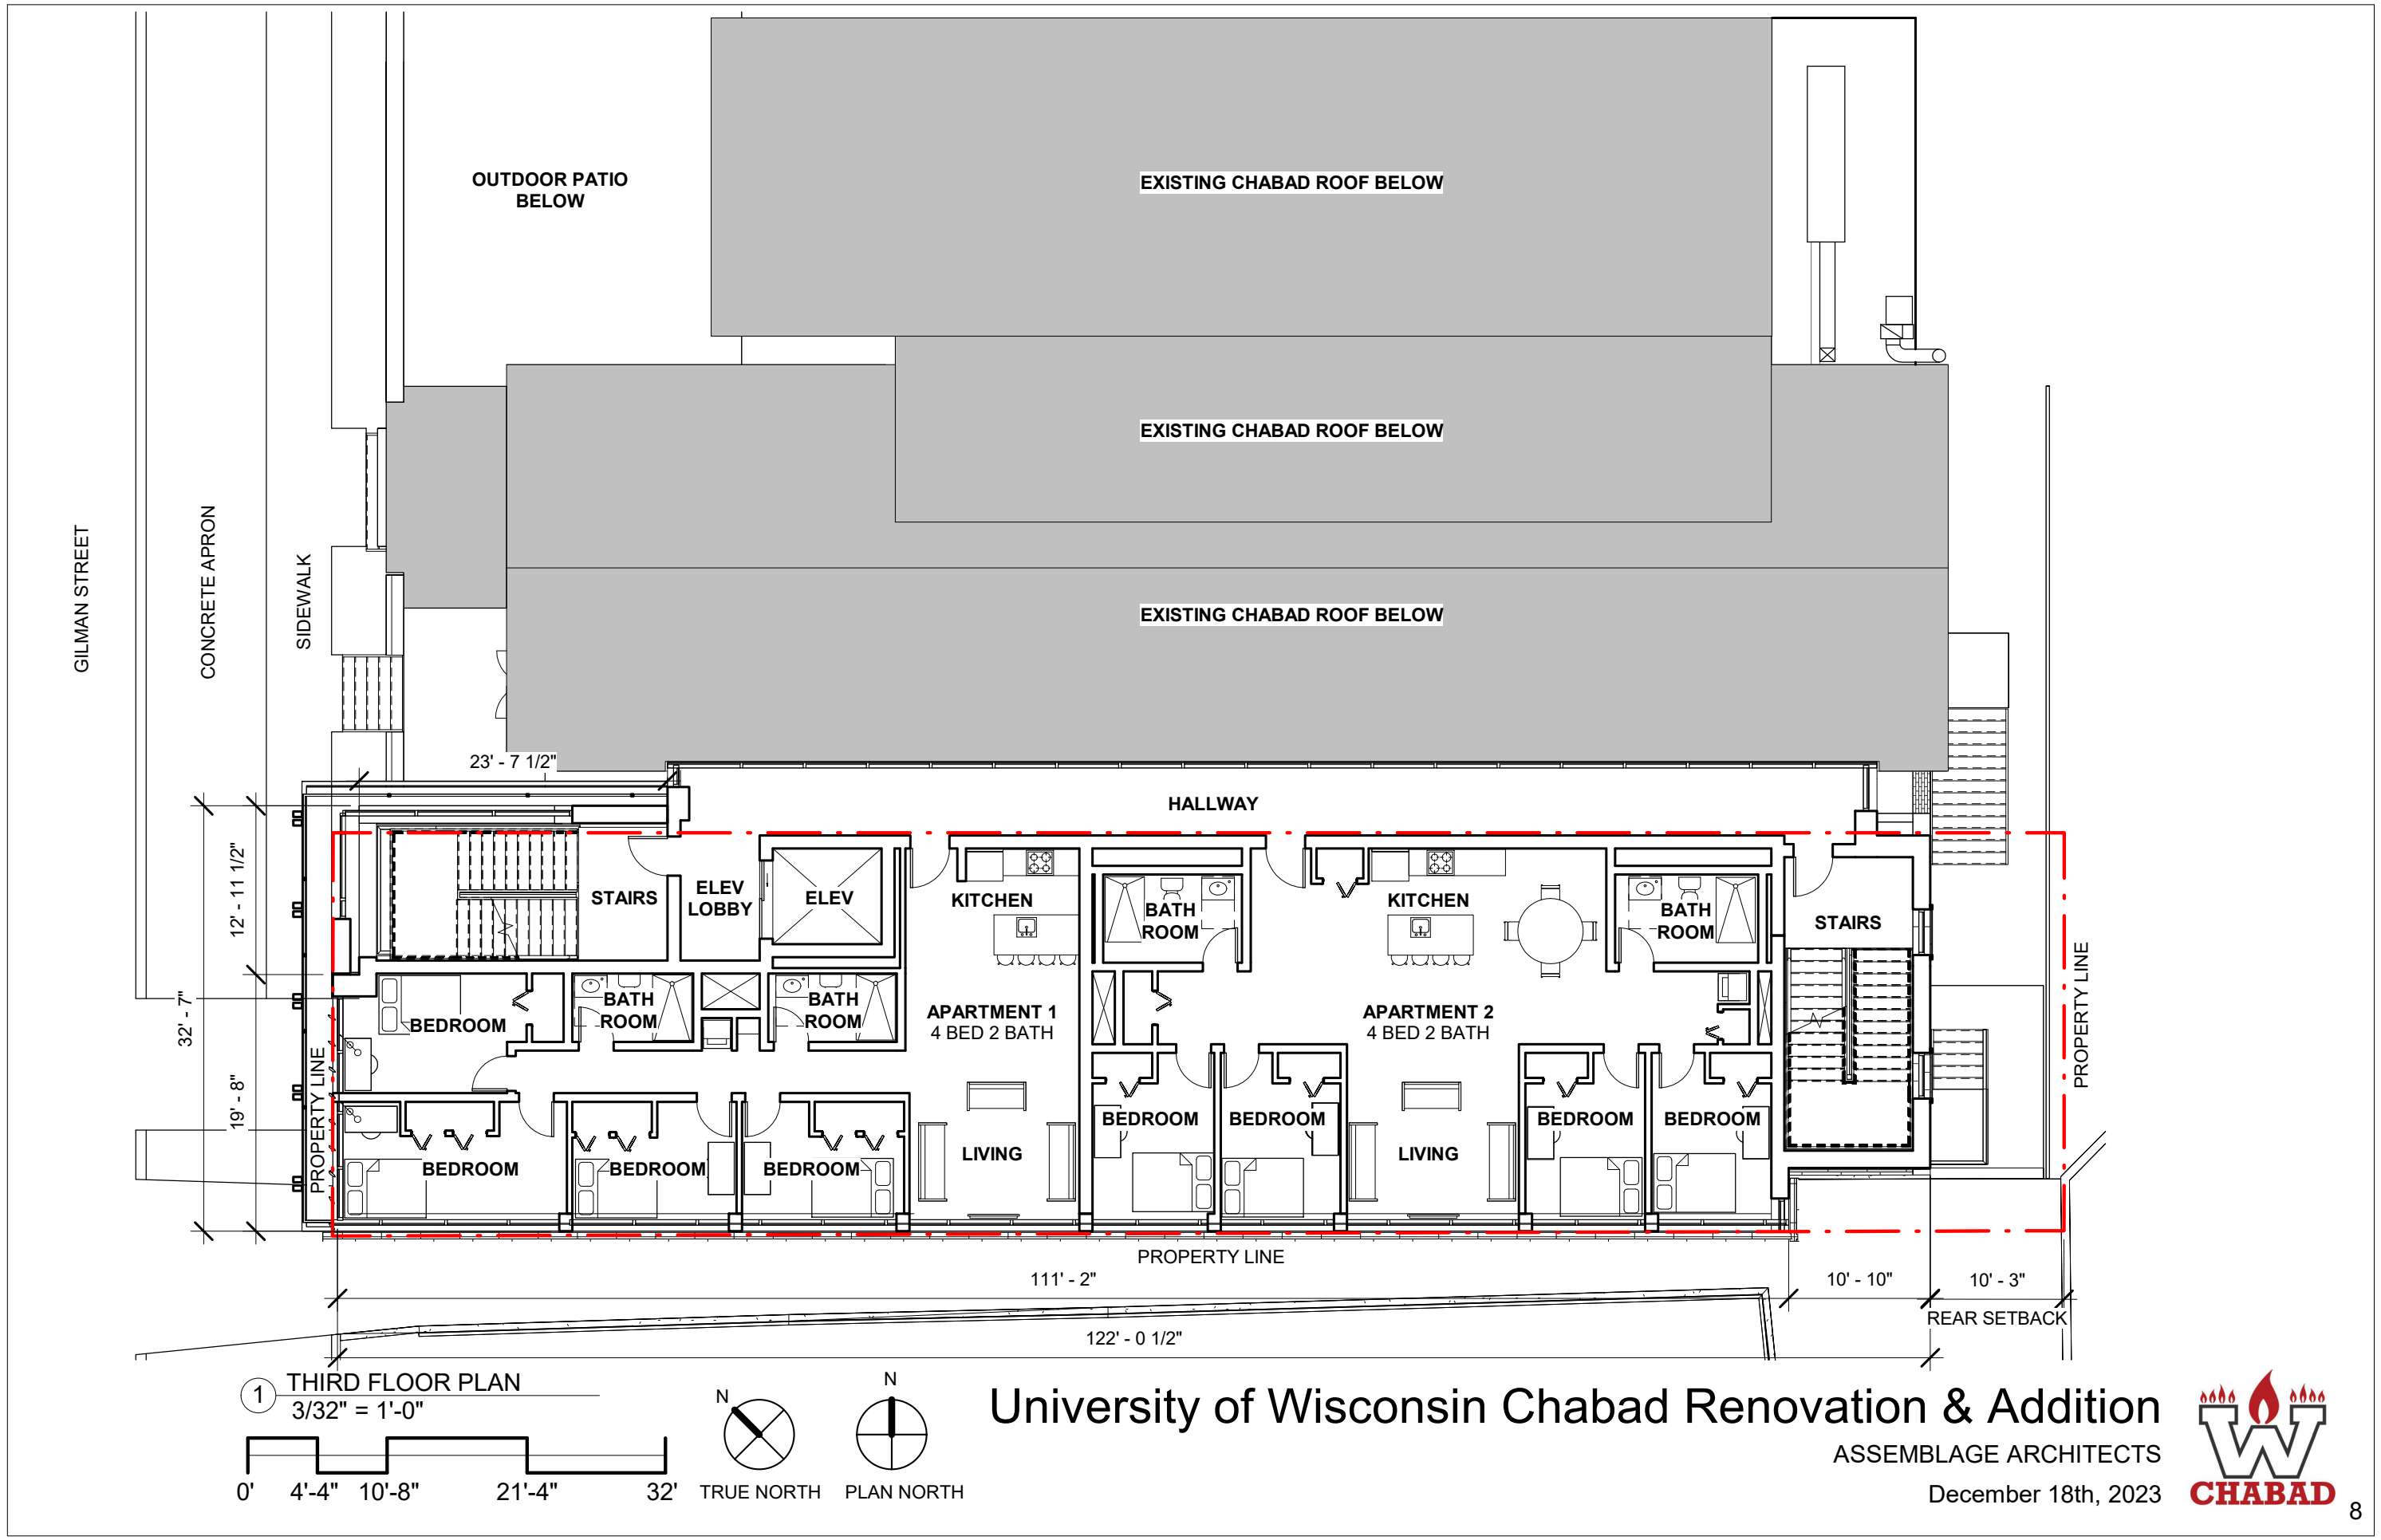 OUTDOOR PATIO
BELOW
EXISTING CHABAD ROOF BELOW
EXISTING CHABAD ROOF BELOW
EXISTING CHABAD ROOF BELOW
GILMAN STREET
CONCRETE APRON
SIDEWALK
23' - 7 1/2"
HALLWAY
12' - 11 1/2"
32' - 7"
19' - 8"
STAIRS
ELEV
LOBBY
ELEV
KITCHEN
BATH
ROOM
KITCHEN
BATH
ROOM
STAIRS
BEDROOM
BATH
ROOM
BATH
ROOM
APARTMENT 1
4 BED 2 BATH
APARTMENT 2
4 BED 2 BATH
PROPERTY LINE
PROPERTY LINE
BEDROOM
BEDROOM
BEDROOM
LIVING
BEDROOM
BEDROOM
LIVING
BEDROOM
BEDROOM
PROPERTY LINE
111' - 2"
10' - 10"
10' - 3"
REAR SETBACK
122' - 0 1/2"
1
THIRD FLOOR PLAN
3/32" = 1'-0"
0' 4'-4" 10'-8" 21'-4" 32'
N
TRUE NORTH
N
PLAN NORTH
University of Wisconsin Chabad Renovation & Addition
ASSEMBLAGE ARCHITECTS
December 18th, 2023
W
CHABAD
8